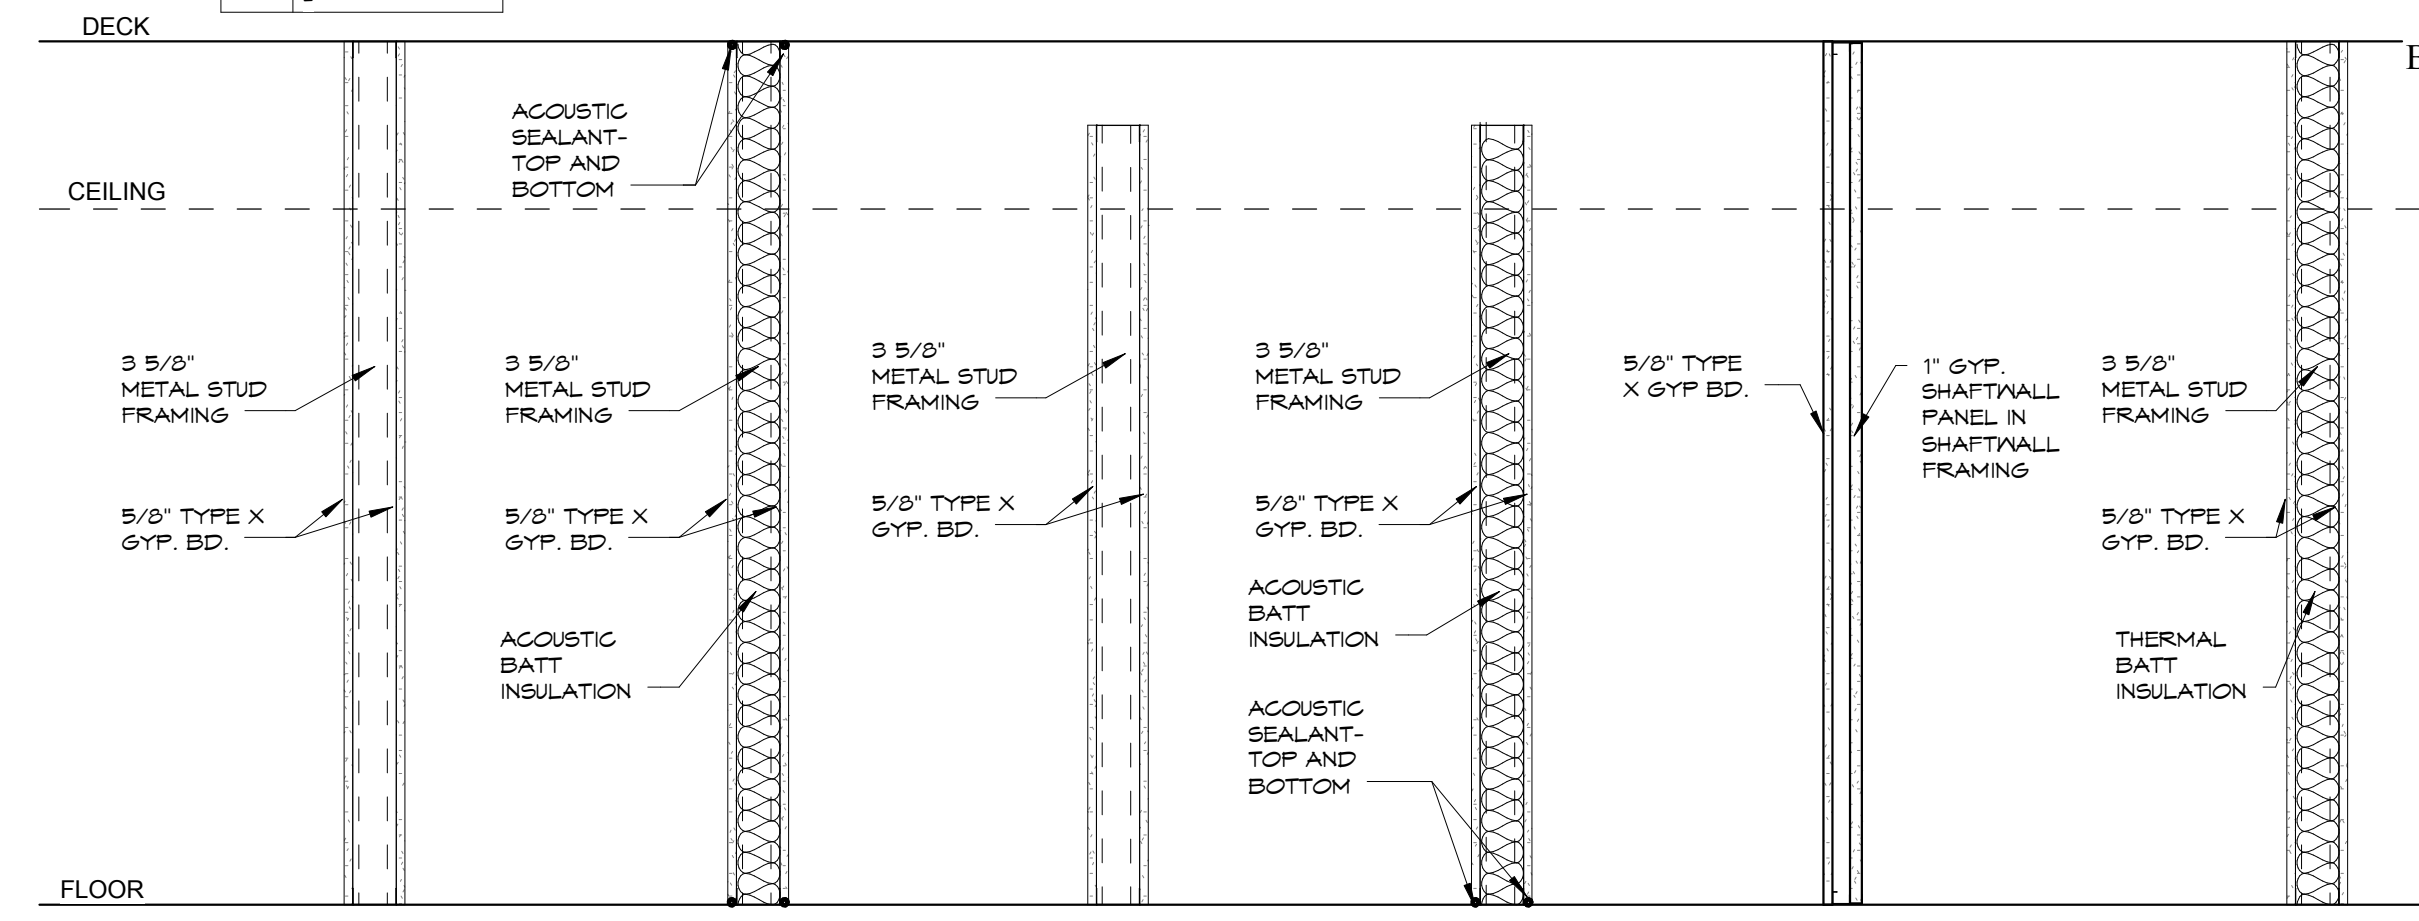 DECK
CEILING
FLOOR
3 5/8"
METAL STUD
FRAMING
5/8" TYPE X
GYP. BD.
ACOUSTIC
SEALANT-
TOP AND
BOTTOM
3 5/8"
METAL STUD
FRAMING
5/8" TYPE X
GYP. BD.
ACOUSTIC
BATT
INSULATION
3 5/8"
METAL STUD
FRAMING
5/8" TYPE X
GYP. BD.
3 5/8"
METAL STUD
FRAMING
5/8" TYPE X
GYP. BD.
ACOUSTIC
BATT
INSULATION
ACOUSTIC
SEALANT-
TOP AND
BOTTOM
5/8" TYPE
X GYP BD.
1" GYP.
SHAFTWALL
PANEL IN
SHAFTWALL
FRAMING
3 5/8"
METAL STUD
FRAMING
5/8" TYPE X
GYP. BD.
THERMAL
BATT
INSULATION